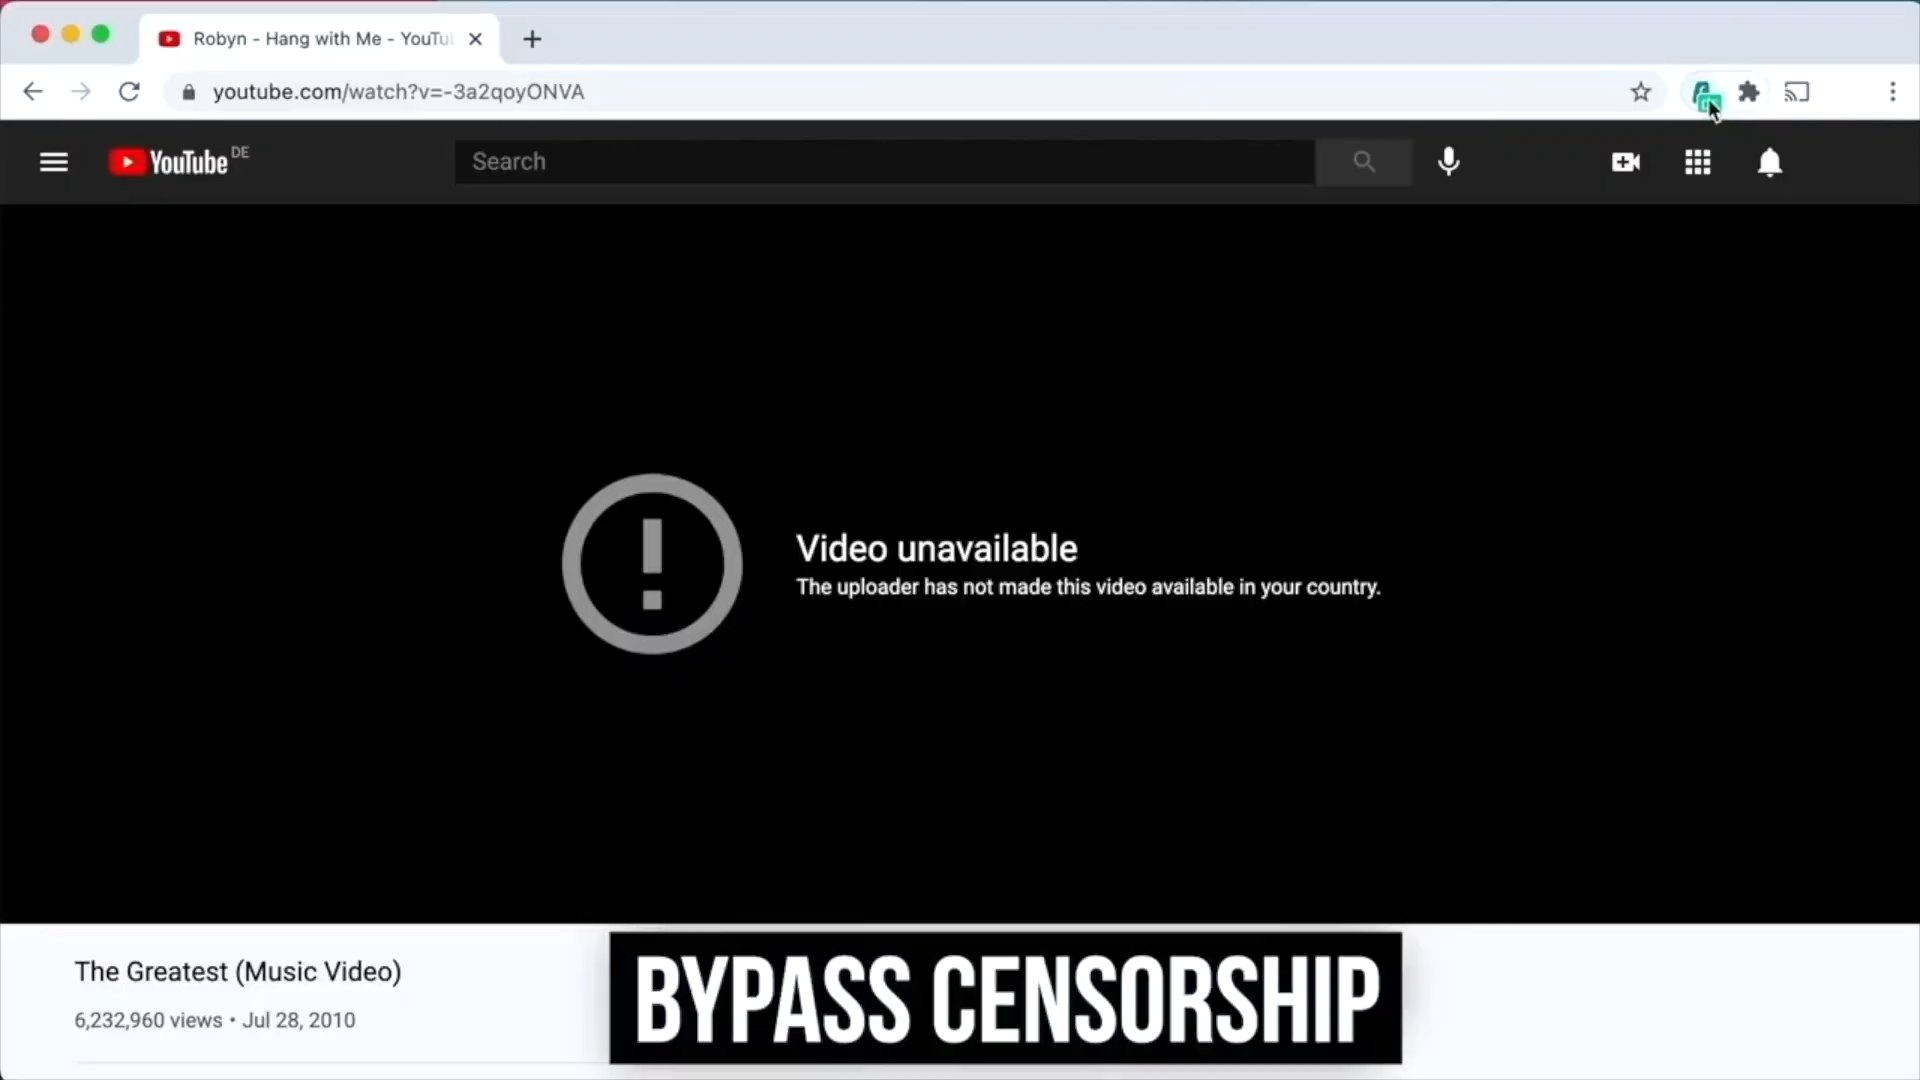 Robyn - Hang with Me - YouTu
youtube.com/watch?v=-3a2qoyONVA
YouTube DE
Search
Video unavailable
The uploader has not made this video available in your country.
The Greatest (Music Video)
6,232,960 views • Jul 28, 2010
BYPASS CENSORSHIP